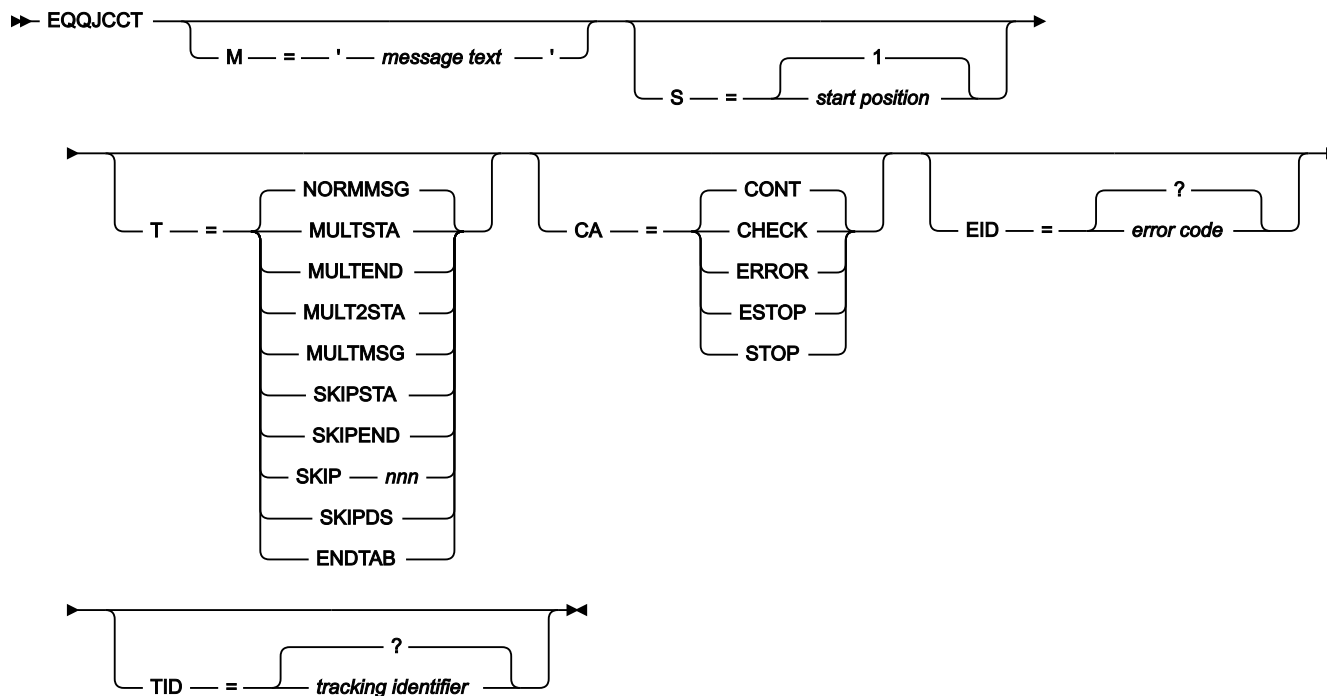 EQQJCCT
M = ' message text '
1
S = start position
NORMMSG
T = MULTSTA
MULTEND
MULT2STA
MULTMSG
SKIPSTA
SKIPEND
SKIP nnn
SKIPDS
ENDTAB
CONT
CA = CHECK
ERROR
ESTOP
STOP
?
EID = error code
?
TID = tracking identifier